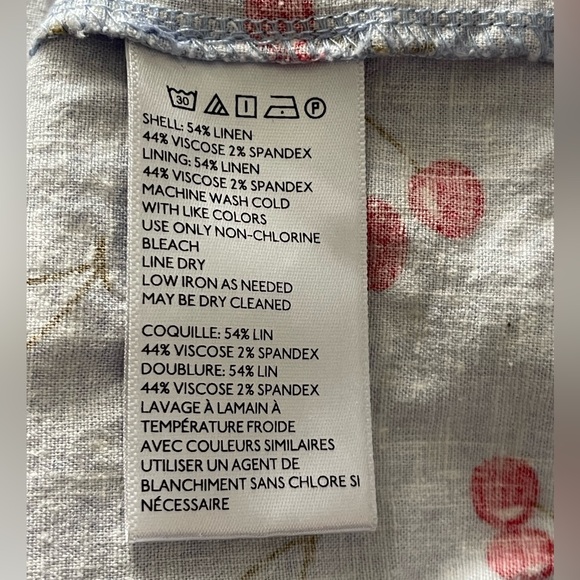 30 P
SHELL: 54% LINEN
44% VISCOSE 2% SPANDEX
LINING: 54% LINEN
44% VISCOSE 2% SPANDEX
MACHINE WASH COLD
WITH LIKE COLORS
USE ONLY NON-CHLORINE
BLEACH
LINE DRY
LOW IRON AS NEEDED
MAY BE DRY CLEANED
COQUILLE: 54% LIN
44% VISCOSE 2% SPANDEX
DOUBLURE: 54% LIN
44% VISCOSE 2% SPANDEX
LAVAGE À LAMAIN À
TEMPÉRATURE FROIDE
AVEC COULEURS SIMILAIRES
UTILISER UN AGENT DE
BLANCHIMENT SANS CHLORE SI
NÉCESSAIRE